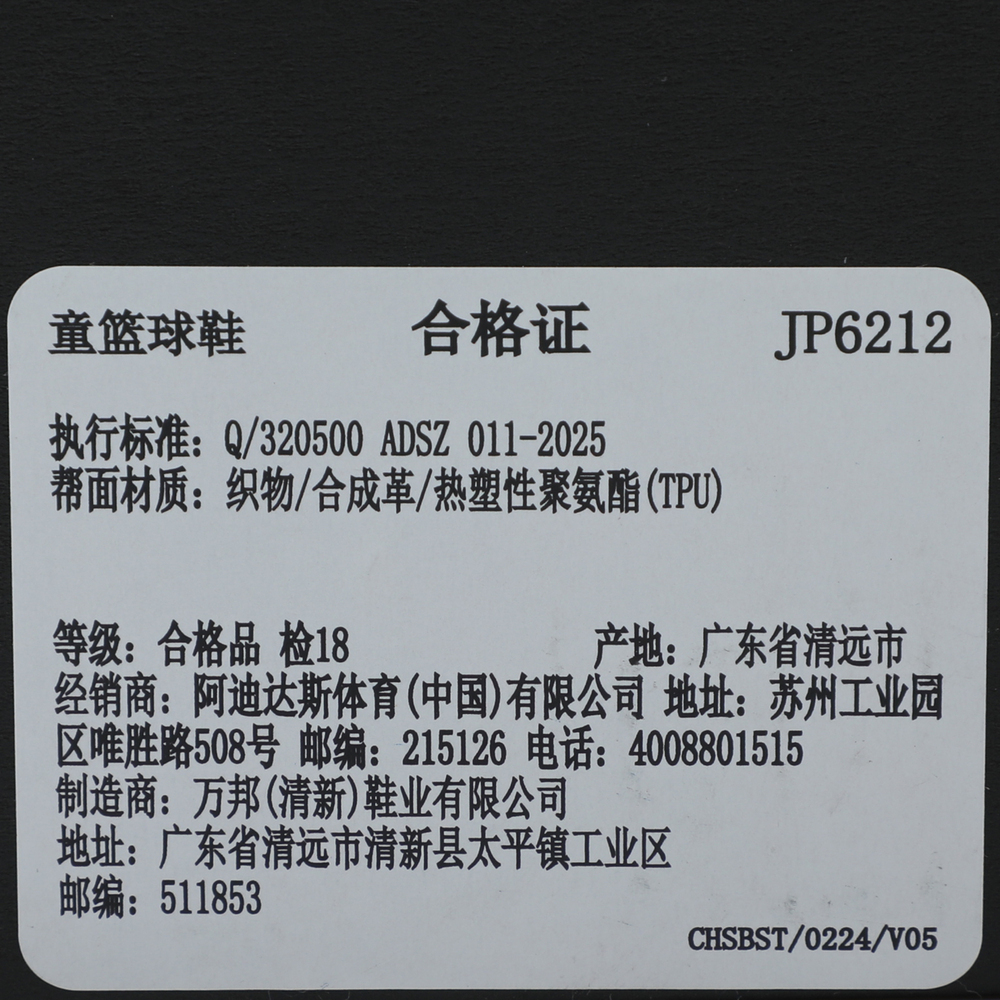 童篮球鞋 合格证 JP6212
执行标准：Q/320500 ADSZ 011-2025
帮面材质：织物/合成革/热塑性聚氨酯(TPU)
等级：合格品 检18 产地：广东省清远市
经销商：阿迪达斯体育(中国)有限公司 地址：苏州工业园
区唯胜路508号 邮编：215126 电话：4008801515
制造商：万邦(清新)鞋业有限公司
地址：广东省清远市清新县太平镇工业区
邮编：511853
CHSBST/0224/V05